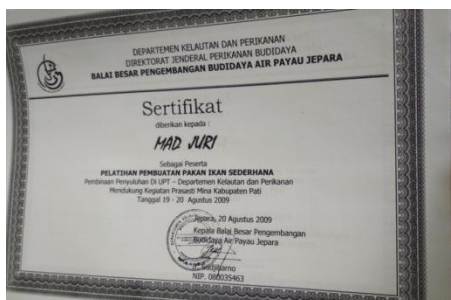 DEPARTEMEN KELAUTAN DAN PERIKANAN
DIREKTORAT JENDERAL PERIKANAN BUDIDAYA
BALAI BESAR PENGEMBANGAN BUDIDAYA AIR PAYAU JEPARA
Sertifikat
diberikan kepada :
MAD JURI
Sebagai Peserta
PELATIHAN PEMBUATAN PAKAN IKAN SEDERHANA
Pembinaan Penyuluhan Di UPT – Departemen Kelautan dan Perikanan
Mendukung Kegiatan Prasasti Mina Kabupaten Pati
Tanggal 19 - 20 Agustus 2009
Jepara, 20 Agustus 2009
Kepala Balai Besar Pengembangan
Budidaya Air Payau Jepara
NIP. 080035463